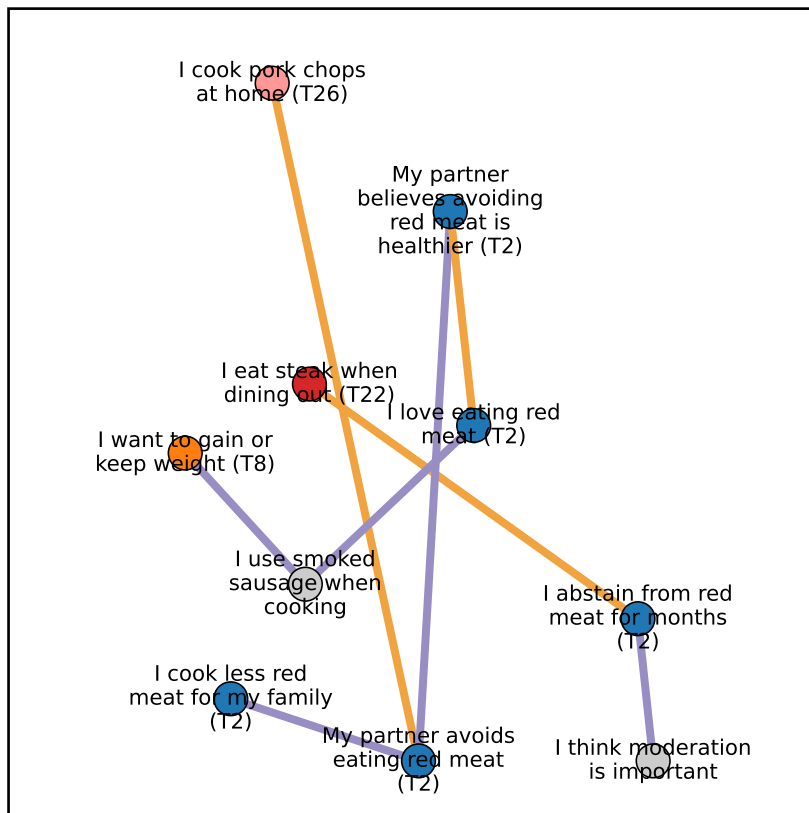 I cook pork chops
at home (T26)
My partner
believes avoiding
red meat is
healthier (T2)
I eat steak when
dining out (T22)
I love eating red
meat (T2)
I want to gain or
keep weight (T8)
I use smoked
sausage when
cooking
I abstain from red
meat for months
(T2)
I cook less red
meat for my family
(T2)
My partner avoids
eating red meat
(T2)
I think moderation
is important